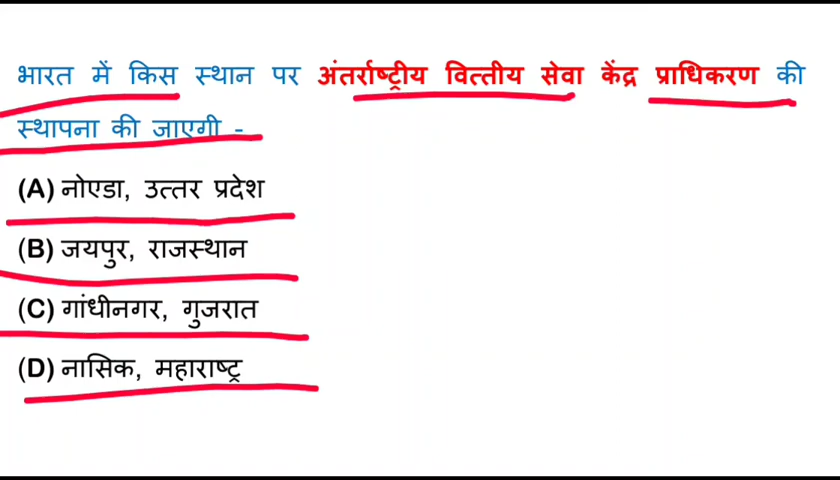 भारत में किस स्थान पर अंतर्राष्ट्रीय वित्तीय सेवा केंद्र प्राधिकरण की
स्थापना की जाएगी -
(A) नोएडा, उत्तर प्रदेश
(B) जयपुर, राजस्थान
(C) गांधीनगर, गुजरात
(D) नासिक, महाराष्ट्र